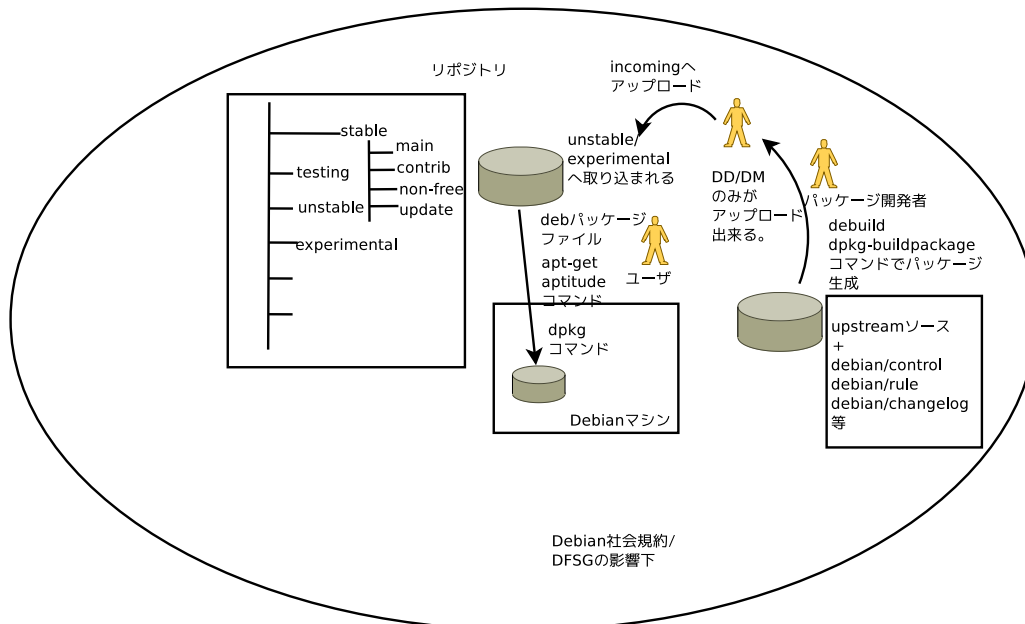 リポジトリ
stable
testing
unstable
experimental
main
contrib
non-free
update
incomingへ
アップロード
unstable/
experimental
へ取り込まれる
DD/DM
のみが
アップロード
出来る。
パッケージ開発者
debuild
dpkg-buildpackage
コマンドでパッケージ
生成
upstreamソース
+
debian/control
debian/rule
debian/changelog
等
debパッケージ
ファイル
apt-get
aptitude
コマンド
ユーザ
dpkg
コマンド
Debianマシン
Debian社会規約/
DFSGの影響下